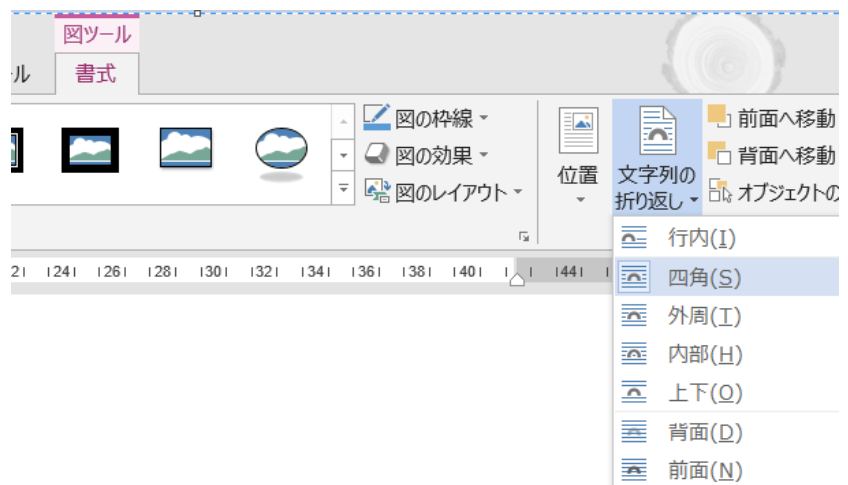 図ツール
書式
図の枠線
図の効果
図のレイアウト
位置
文字列の
折り返し
前面へ移動
背面へ移動
オブジェクトの
24 26 28 30 32 34 36 38 40 44
行内(I)
四角(S)
外周(T)
内部(H)
上下(O)
背面(D)
前面(N)